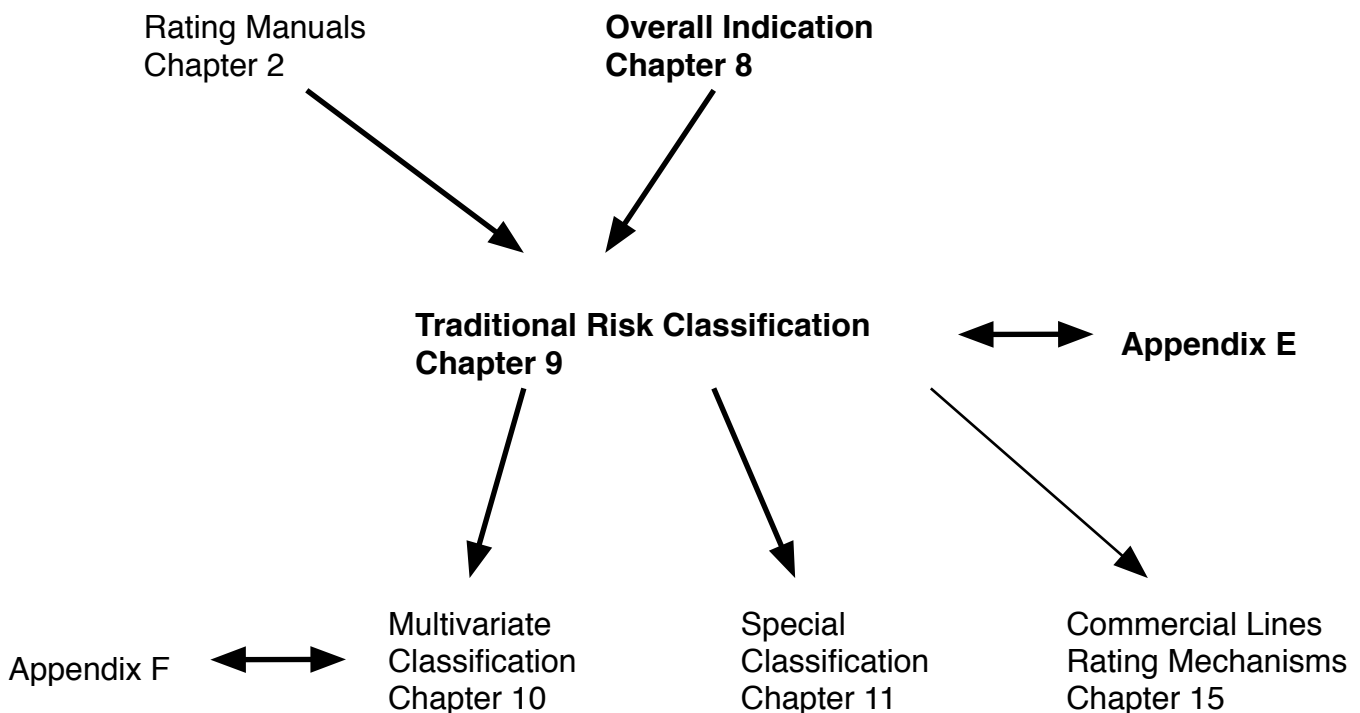 Rating Manuals
Chapter 2
Overall Indication
Chapter 8
Traditional Risk Classification
Chapter 9
Appendix E
Appendix F
Multivariate
Classification
Chapter 10
Special
Classification
Chapter 11
Commercial Lines
Rating Mechanisms
Chapter 15